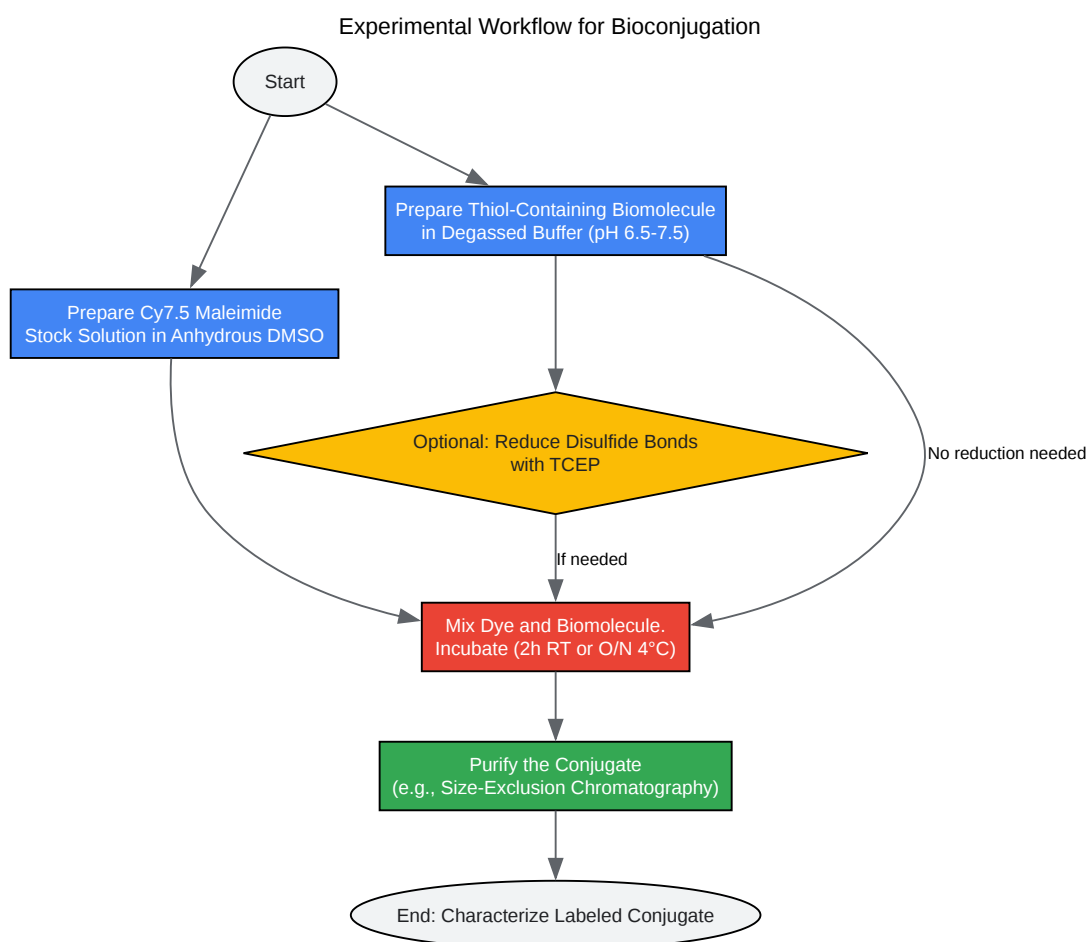 Experimental Workflow for Bioconjugation
Start
Prepare Thiol-Containing Biomolecule
in Degassed Buffer (pH 6.5-7.5)
Prepare Cy7.5 Maleimide
Stock Solution in Anhydrous DMSO
Optional: Reduce Disulfide Bonds
with TCEP
No reduction needed
If needed
Mix Dye and Biomolecule.
Incubate (2h RT or O/N 4°C)
Purify the Conjugate
(e.g., Size-Exclusion Chromatography)
End: Characterize Labeled Conjugate